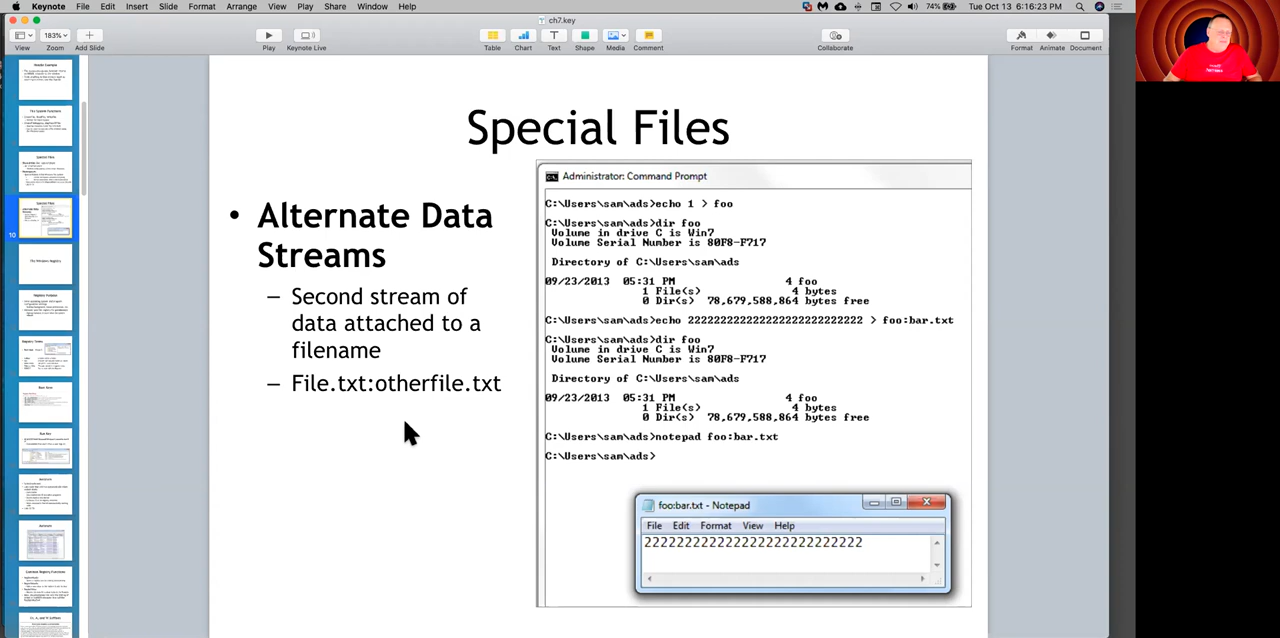 Keynote File Edit Insert Slide Format Arrange View Play Share Window Help 74% Tue Oct 13 6:16:23 PM
ch7.key
183%
View Zoom Add Slide Play Keynote Live Table Chart Text Shape Media Comment Collaborate Format Animate Document
Special Files
• Alternate Data
Streams
– Second stream of
data attached to a
filename
– File.txt:otherfile.txt
Administrator: Command Prompt
C:\Users\sam\ads>echo 1 > foo
C:\Users\sam\ads>dir foo
Volume in drive C is Win7
Volume Serial Number is 80F8-F717
Directory of C:\Users\sam\ads
09/23/2013 05:31 PM 4 foo
1 File(s) 4 bytes
0 Dir(s) 78,679,588,864 bytes free
C:\Users\sam\ads>echo 222222222222222222222222222 > foo:bar.txt
C:\Users\sam\ads>dir foo
Volume in drive C is Win7
Volume Serial Number is 80F8-F717
Directory of C:\Users\sam\ads
09/23/2013 05:31 PM 4 foo
1 File(s) 4 bytes
0 Dir(s) 78,679,588,864 bytes free
C:\Users\sam\ads>notepad foo:bar.txt
C:\Users\sam\ads>
foo:bar.txt - Notepad
File Edit Format View Help
222222222222222222222222222
10
Special Files
The Windows Registry